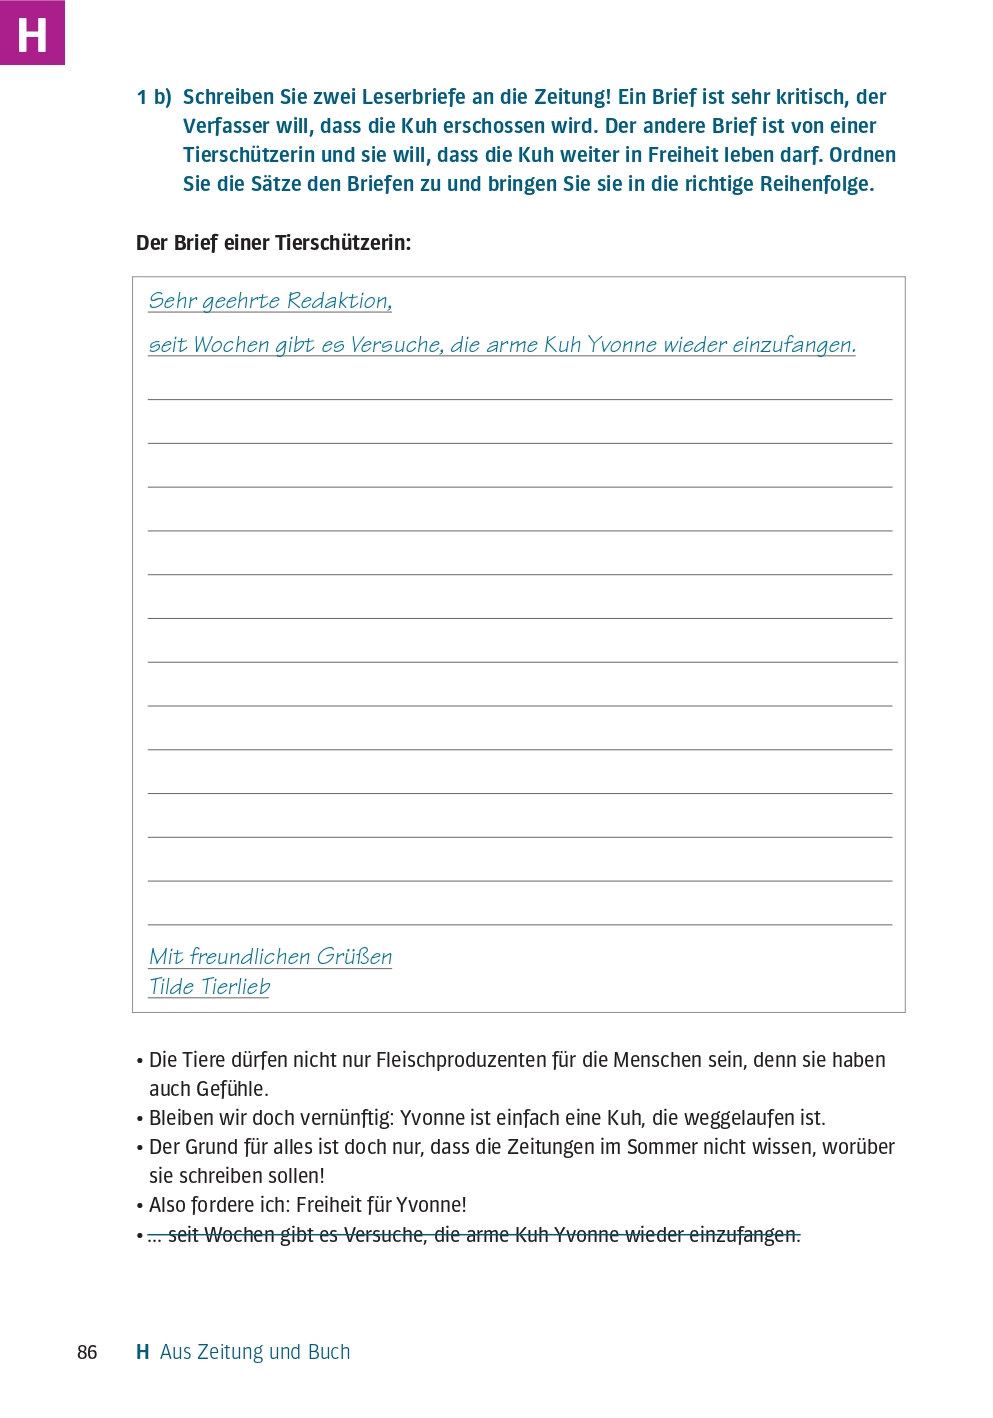 H
1 b) Schreiben Sie zwei Leserbriefe an die Zeitung! Ein Brief ist sehr kritisch, der
Verfasser will, dass die Kuh erschossen wird. Der andere Brief ist von einer
Tierschützerin und sie will, dass die Kuh weiter in Freiheit leben darf. Ordnen
Sie die Sätze den Briefen zu und bringen Sie sie in die richtige Reihenfolge.
Der Brief einer Tierschützerin:
Sehr geehrte Redaktion,
seit Wochen gibt es Versuche, die arme Kuh Yvonne wieder einzufangen.
Mit freundlichen Grüßen
Tilde Tierlieb
• Die Tiere dürfen nicht nur Fleischproduzenten für die Menschen sein, denn sie haben
auch Gefühle.
• Bleiben wir doch vernünftig: Yvonne ist einfach eine Kuh, die weggelaufen ist.
• Der Grund für alles ist doch nur, dass die Zeitungen im Sommer nicht wissen, worüber
sie schreiben sollen!
• Also fordere ich: Freiheit für Yvonne!
• ... seit Wochen gibt es Versuche, die arme Kuh Yvonne wieder einzufangen.
86 H Aus Zeitung und Buch